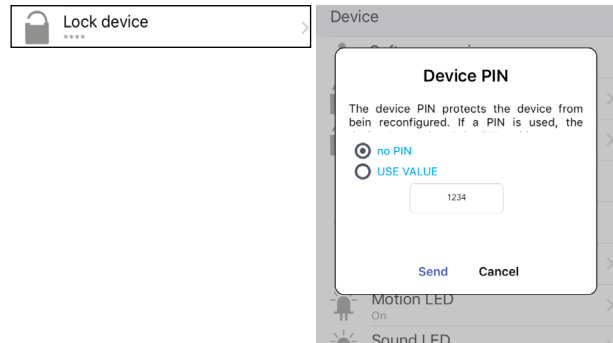 Lock device
****
Device
Device PIN
The device PIN protects the device from
bein reconfigured. If a PIN is used, the
no PIN
USE VALUE
1234
Send Cancel
Motion LED
On
Sound LED